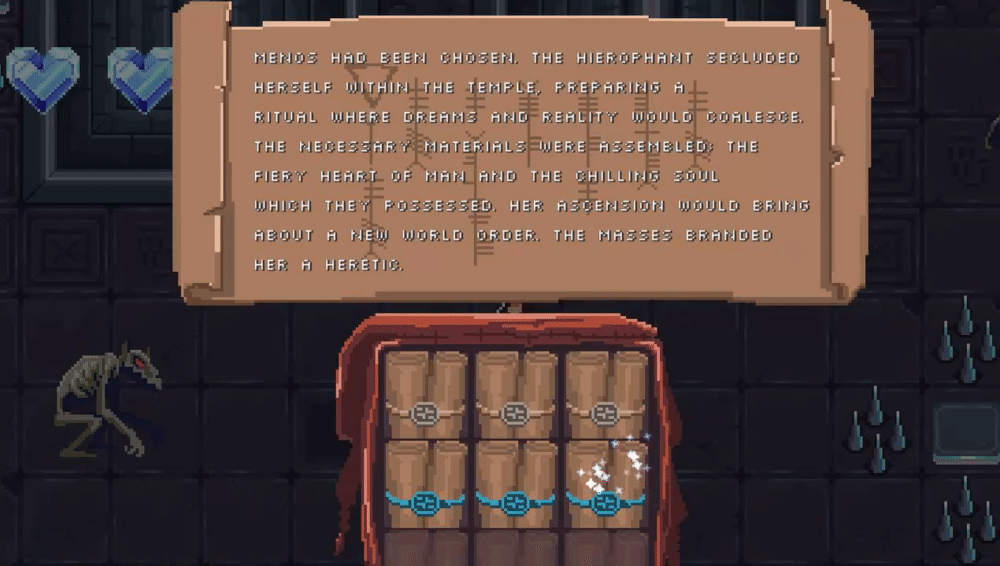 MENOS HAD BEEN CHOSEN. THE HIEROPHANT SECLUDED
HERSELF WITHIN THE TEMPLE, PREPARING A
RITUAL WHERE DREAMS AND REALITY WOULD COALESCE.
THE NECESSARY MATERIALS WERE ASSEMBLED: THE
FIERY HEART OF MAN AND THE CHILLING SOUL
WHICH THEY POSSESSED. HER ASCENSION WOULD BRING
ABOUT A NEW WORLD ORDER. THE MASSES BRANDED
HER A HERETIC.